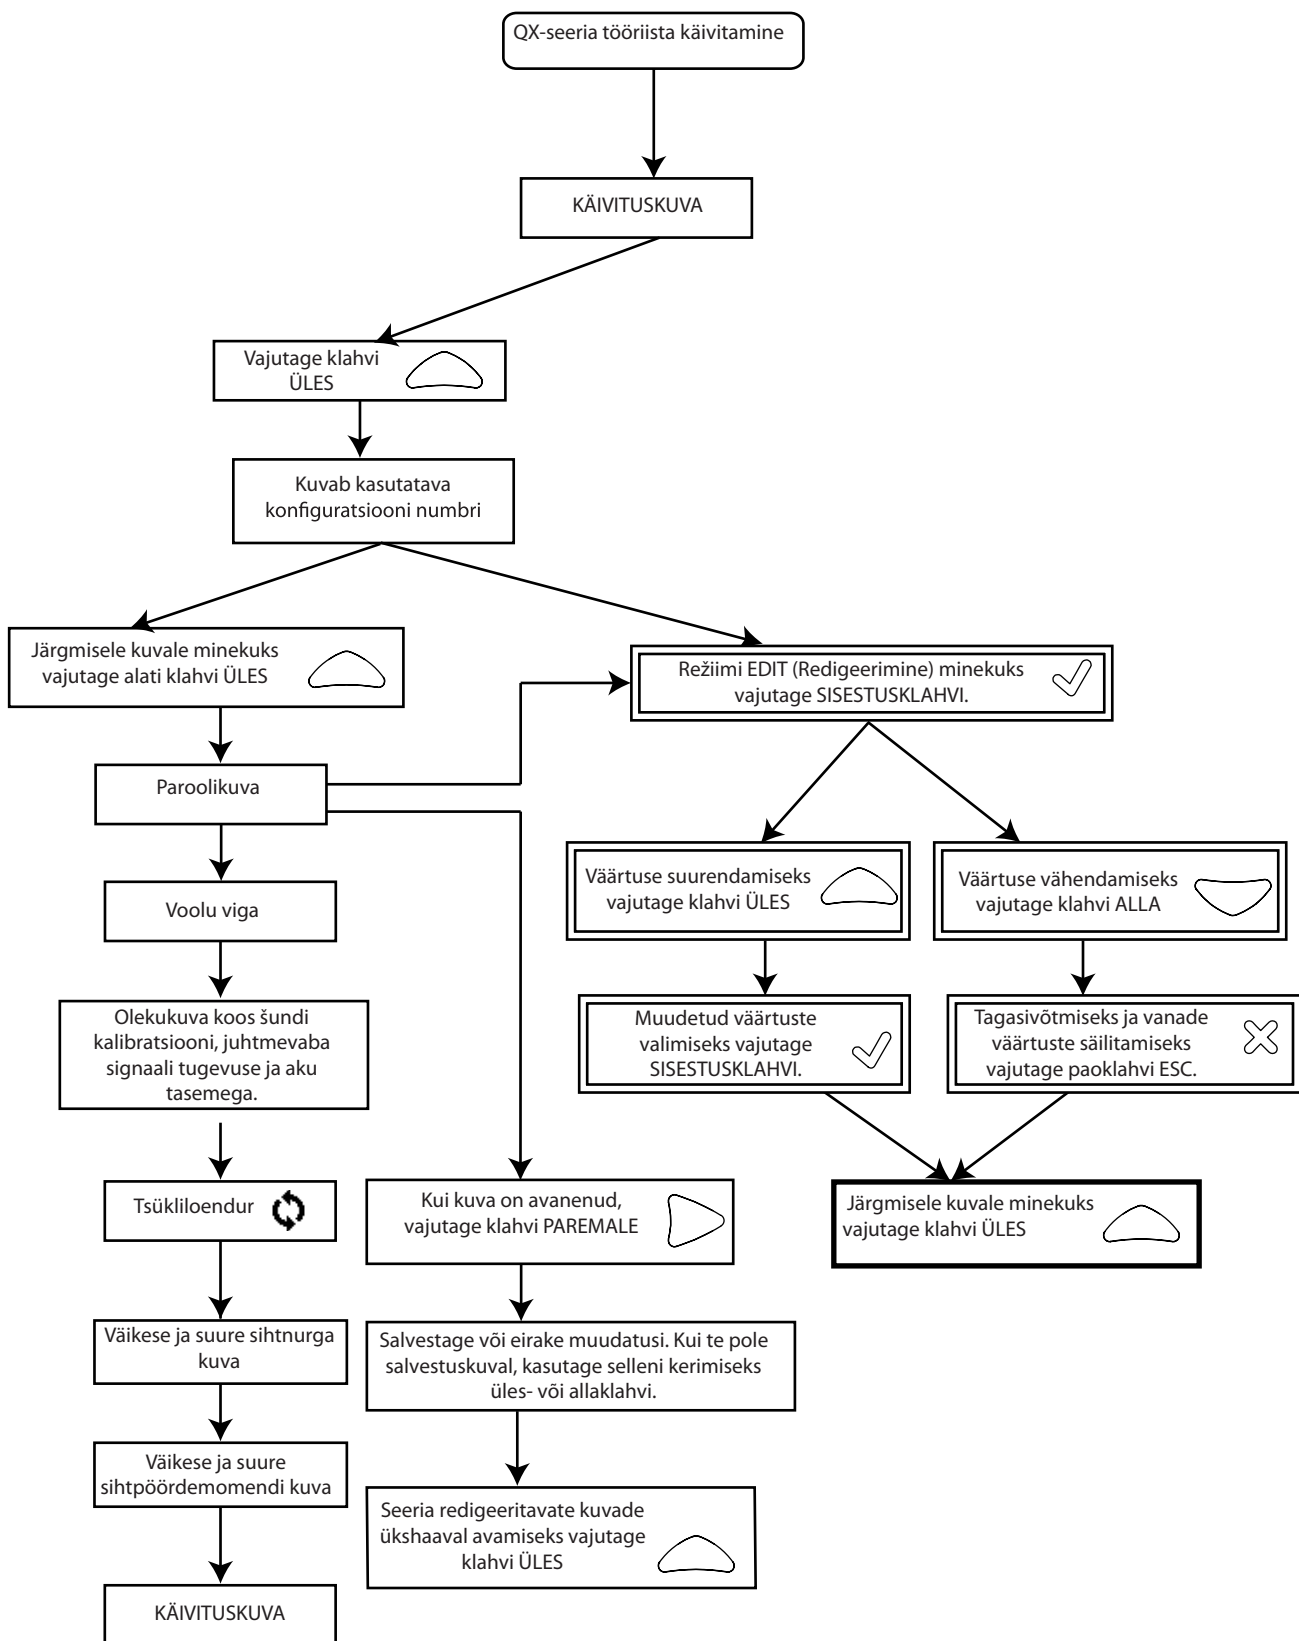 QX-seeria tööriista käivitamine
KÄIVITUSKUVA
Vajutage klahvi
ÜLES
Kuvab kasutatava
konfiguratsiooni numbri
Järgmisele kuvale minekuks
vajutage alati klahvi ÜLES
Režiimi EDIT (Redigeerimine) minekuks
vajutage SISESTUSKLAHVI.
Paroolikuva
Väärtuse suurendamiseks
vajutage klahvi ÜLES
Väärtuse vähendamiseks
vajutage klahvi ALLA
Voolu viga
Olekukuva koos šundi
kalibratsiooni, juhtmevaba
signaali tugevuse ja aku
tasemega.
Muudetud väärtuste
valimiseks vajutage
SISESTUSKLAHVI.
Tagasivõtmiseks ja vanade
väärtuste säilitamiseks
vajutage paoklahvi ESC.
Tsükliloendur
Kui kuva on avanenud,
vajutage klahvi PAREMALE
Järgmisele kuvale minekuks
vajutage klahvi ÜLES
Väikese ja suure sihtnurga
kuva
Salvestage või eirake muudatusi. Kui te pole
salvestuskuval, kasutage selleni kerimiseks
üles- või allaklahvi.
Väikese ja suure
sihtpöördemomendi kuva
Seeria redigeeritavate kuvade
ükshaaval avamiseks vajutage
klahvi ÜLES
KÄIVITUSKUVA